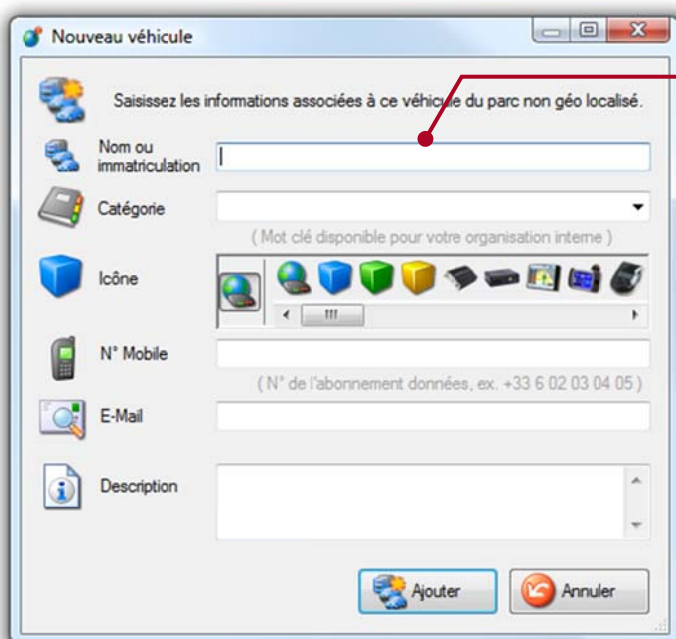 Nouveau véhicule
Saisissez les informations associées à ce véhicule du parc non géo localisé.
Nom ou
immatriculation
Catégorie
( Mot clé disponible pour votre organisation interne )
Icône
N° Mobile
( N° de l'abonnement données, ex. +33 6 02 03 04 05 )
E-Mail
Description
Ajouter
Annuler